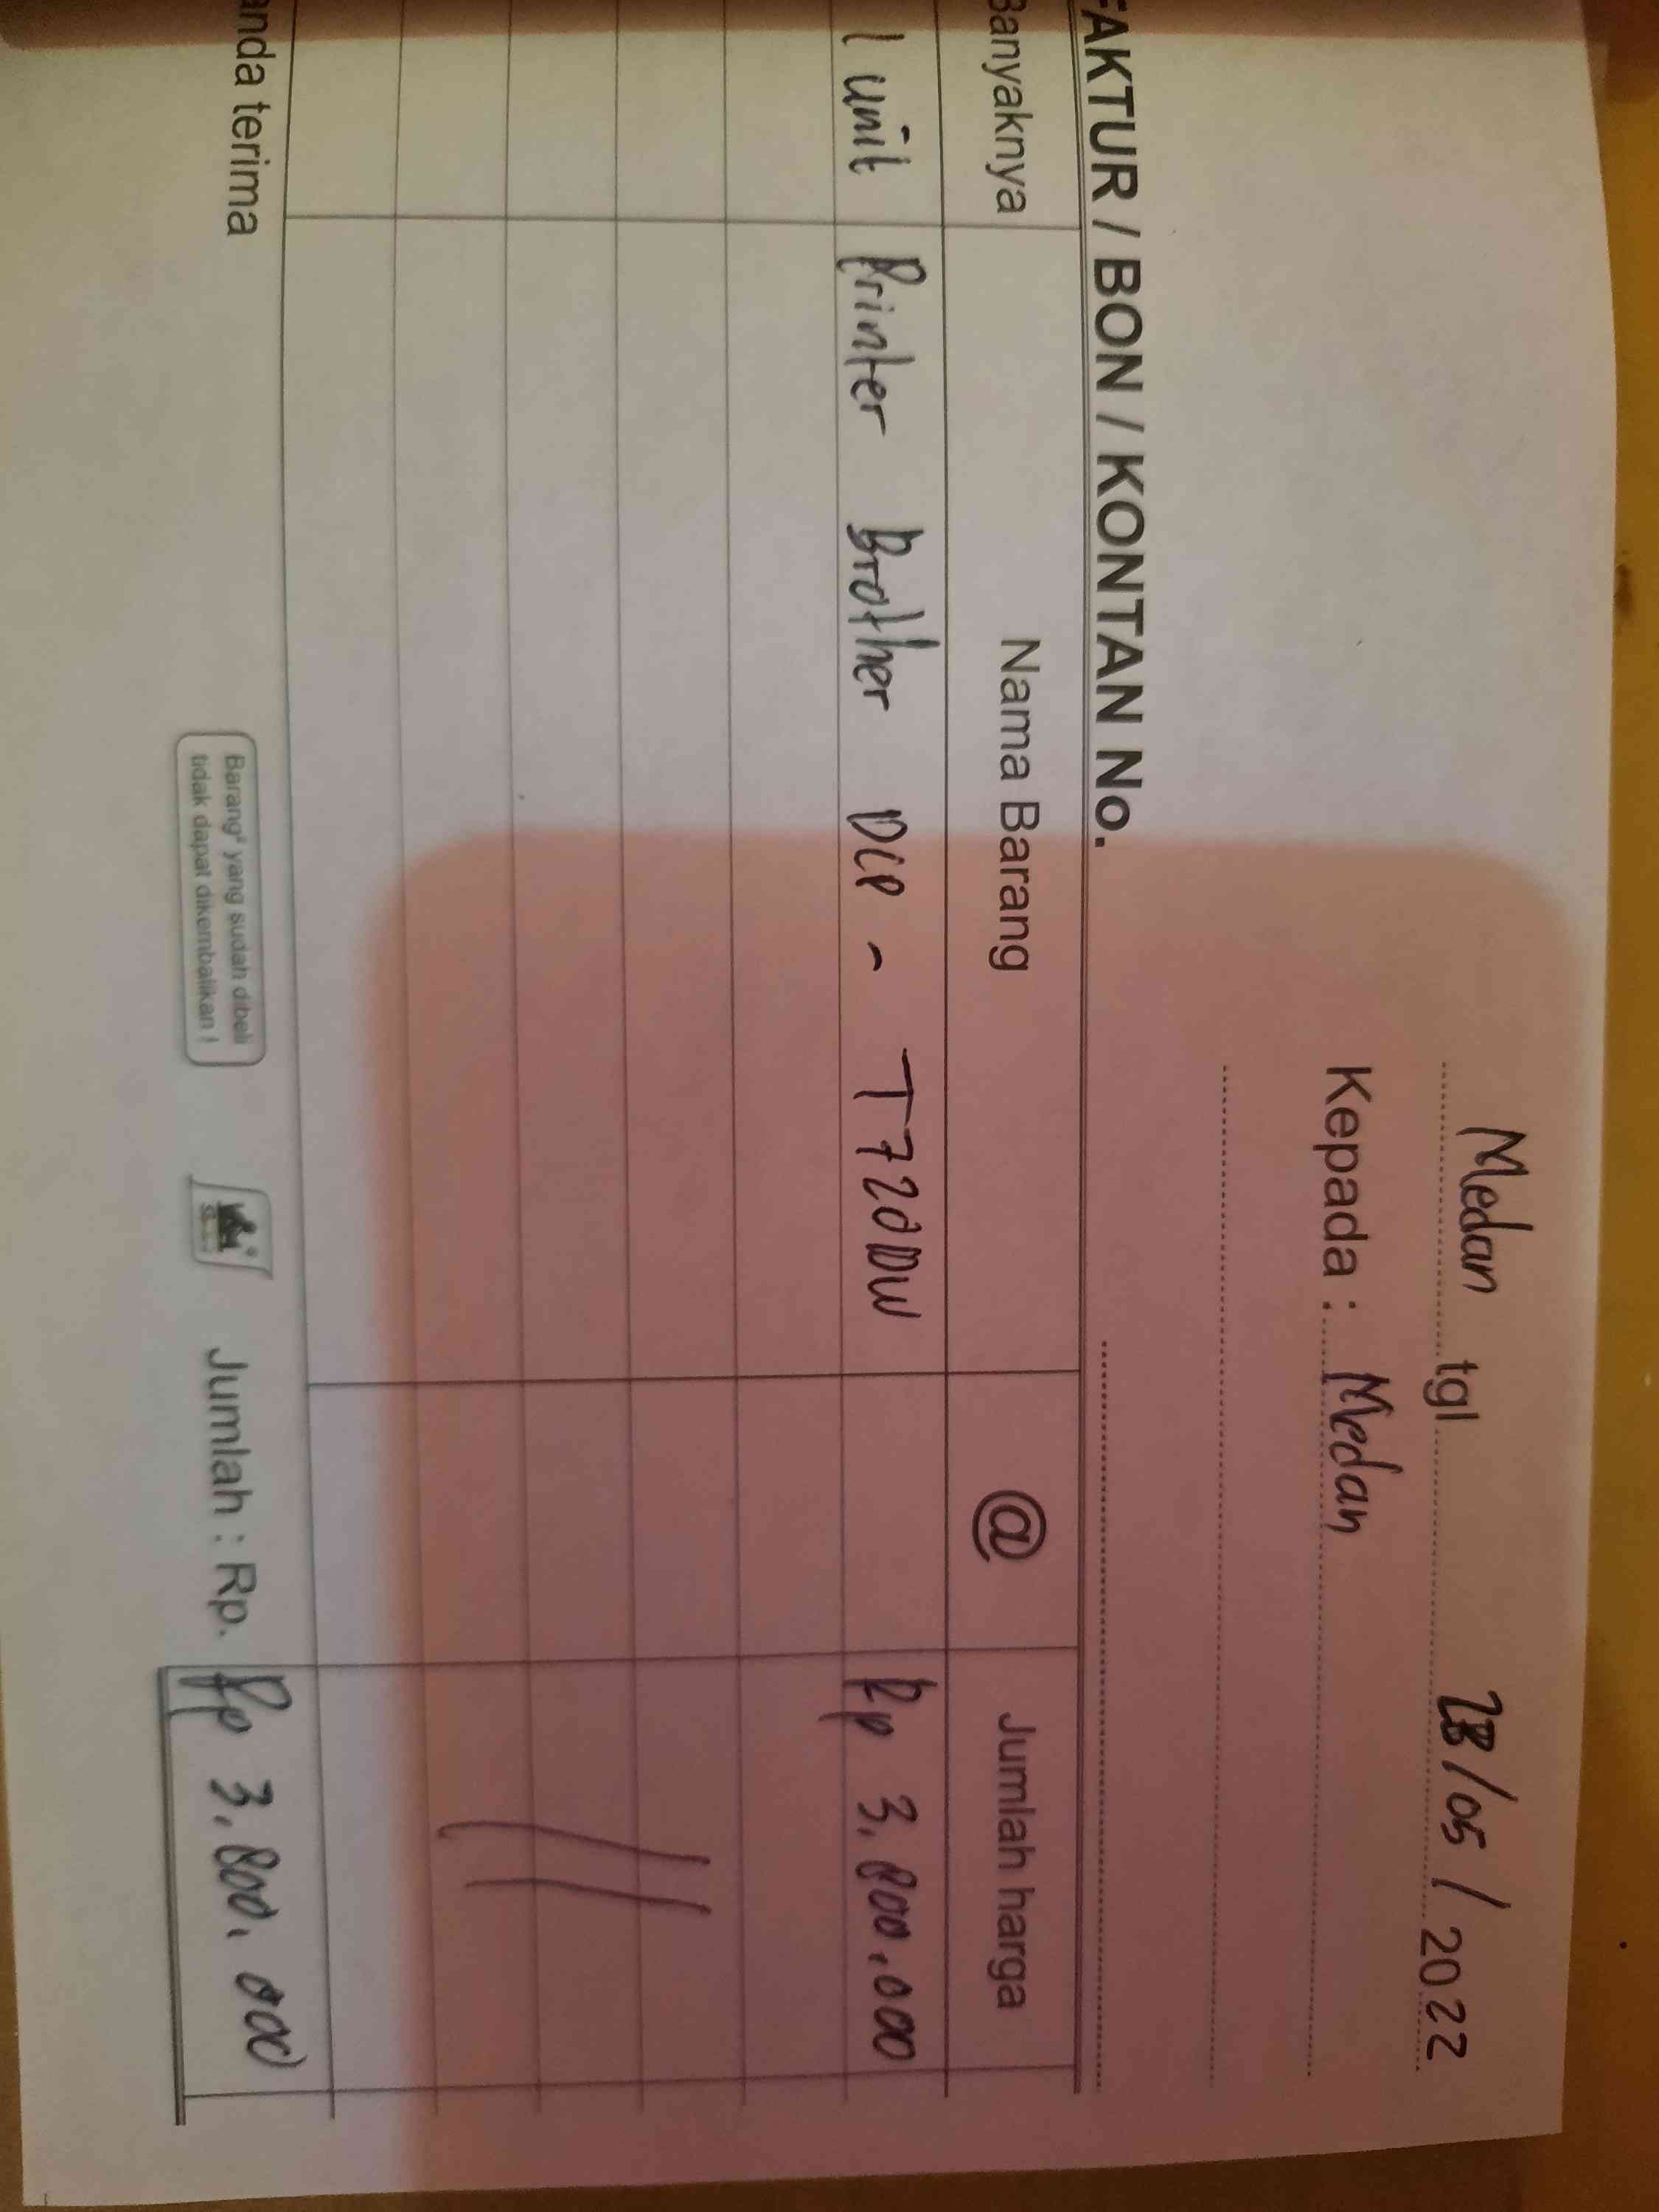 Medan tgl 28/05/2022
Kepada : Medan
FAKTUR / BON / KONTAN No.
Banyaknya Nama Barang @ Jumlah harga
1 unit Printer Brother DCP - T720DW Rp 3.800.000
anda terima
Barang² yang sudah dibeli
tidak dapat dikembalikan !
Jumlah : Rp. Rp 3.800.000